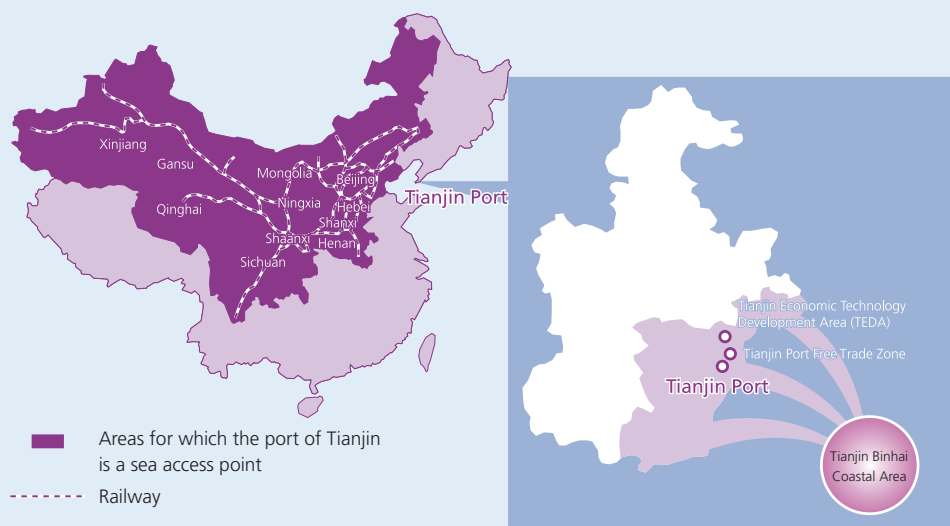 Xinjiang
Gansu
Mongolia
Beijing
Tianjin Port
Qinghai
Ningxia
Hebei
Shanxi
Shaanxi
Henan
Sichuan
Areas for which the port of Tianjin
is a sea access point
Railway
Tianjin Economic Technology
Development Area (TEDA)
Tianjin Port Free Trade Zone
Tianjin Port
Tianjin Binhai
Coastal Area